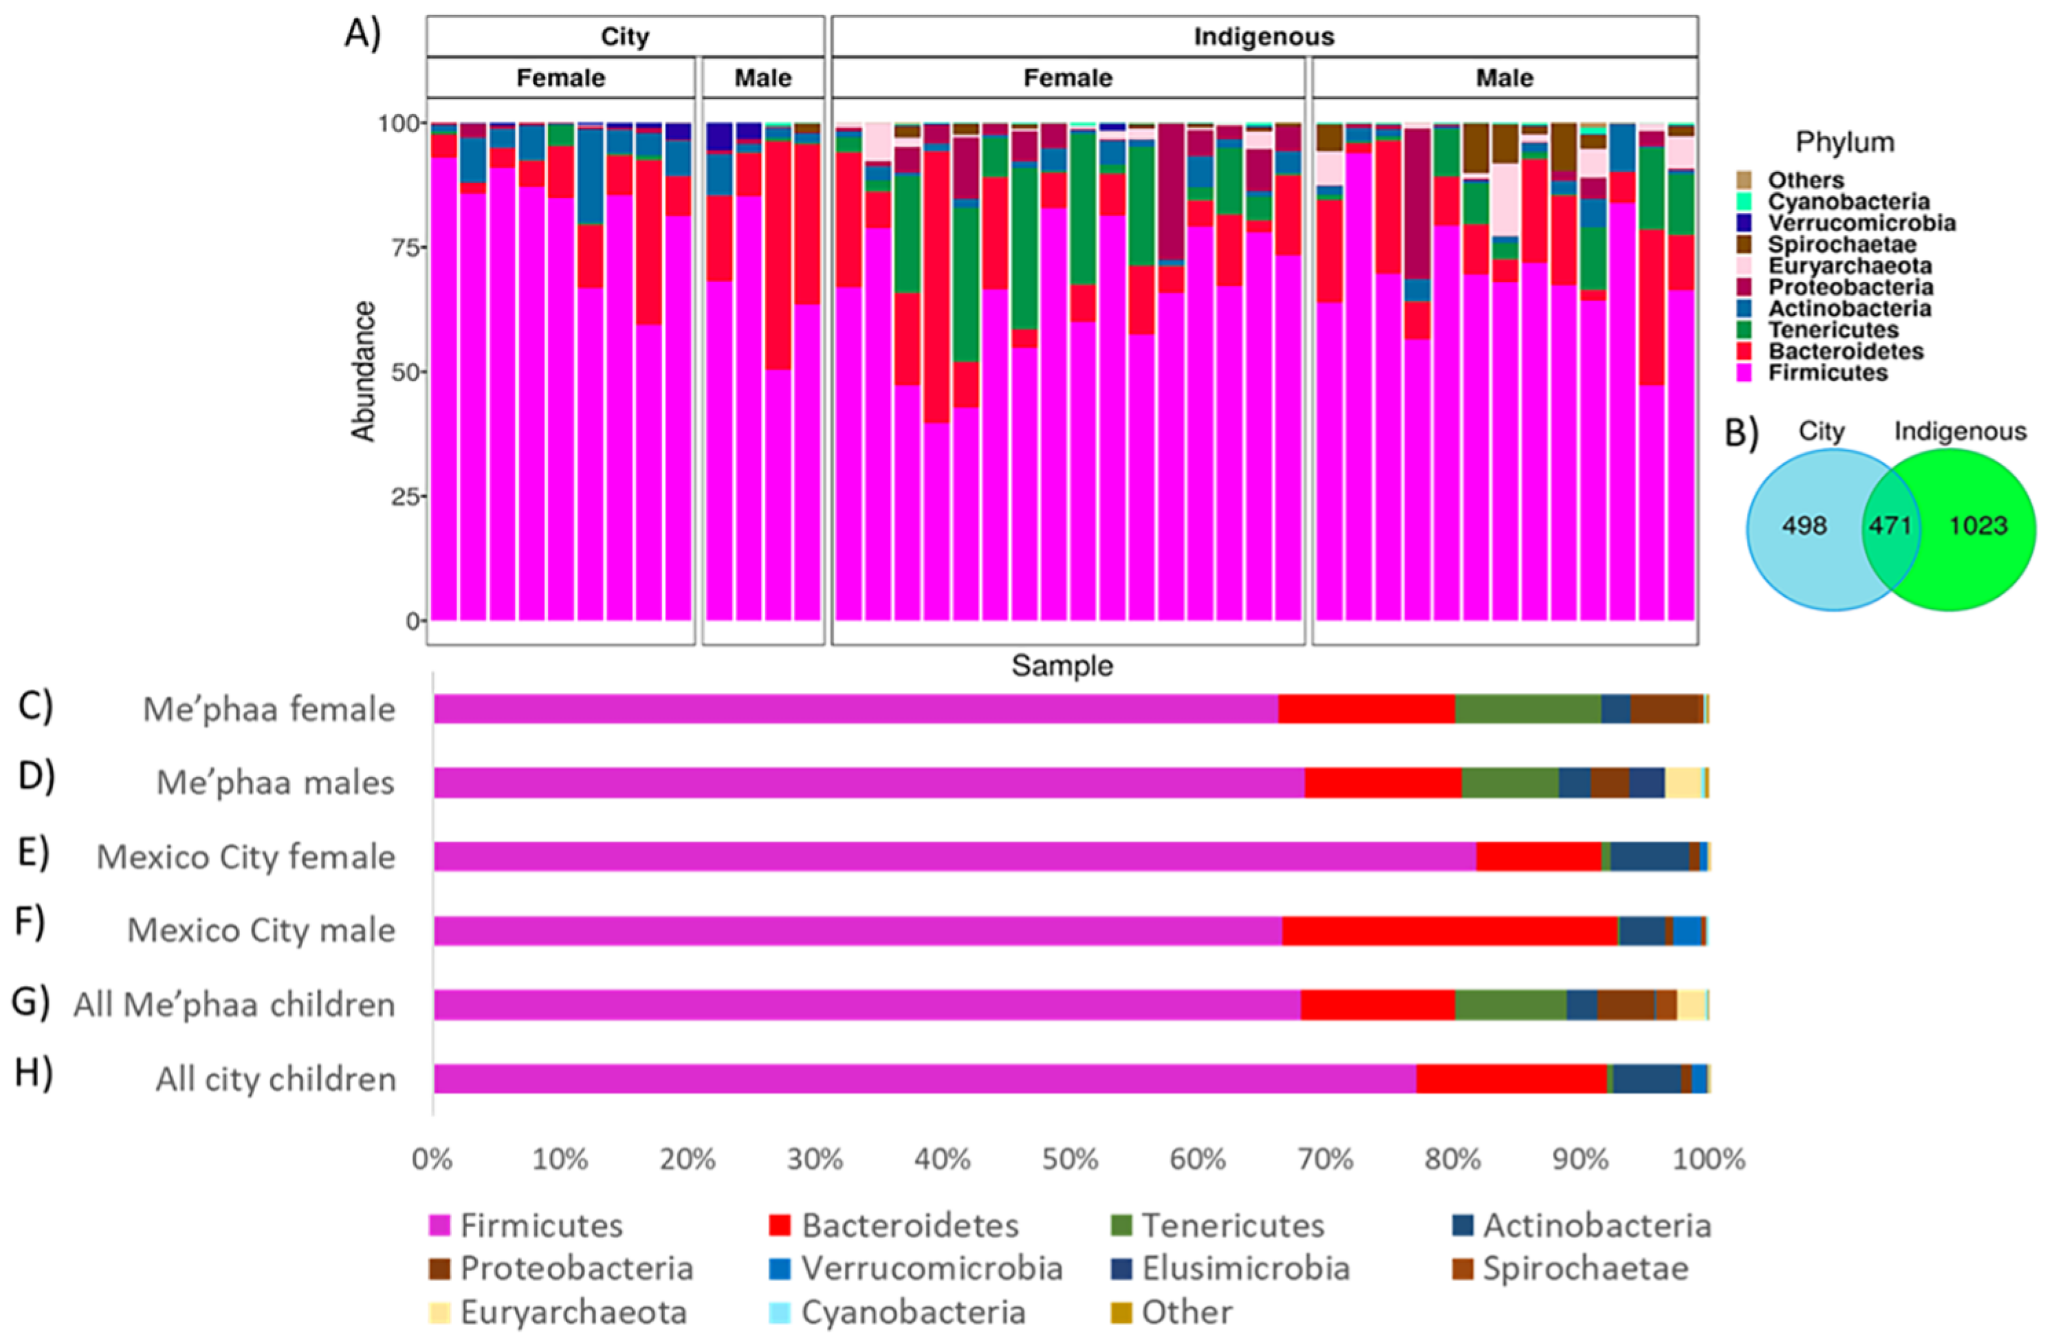 A)
City
Indigenous
Female
Male
Female
Male
100
75
50
25
0
Abundance
Sample
Phylum
Others
Cyanobacteria
Verrucomicrobia
Spirochaetae
Euryarchaeota
Proteobacteria
Actinobacteria
Tenericutes
Bacteroidetes
Firmicutes
B)
City Indigenous
498 471 1023
C) Me’phaa female
D) Me’phaa males
E) Mexico City female
F) Mexico City male
G) All Me’phaa children
H) All city children
0% 10% 20% 30% 40% 50% 60% 70% 80% 90% 100%
Firmicutes Bacteroidetes Tenericutes Actinobacteria
Proteobacteria Verrucomicrobia Elusimicrobia Spirochaetae
Euryarchaeota Cyanobacteria Other